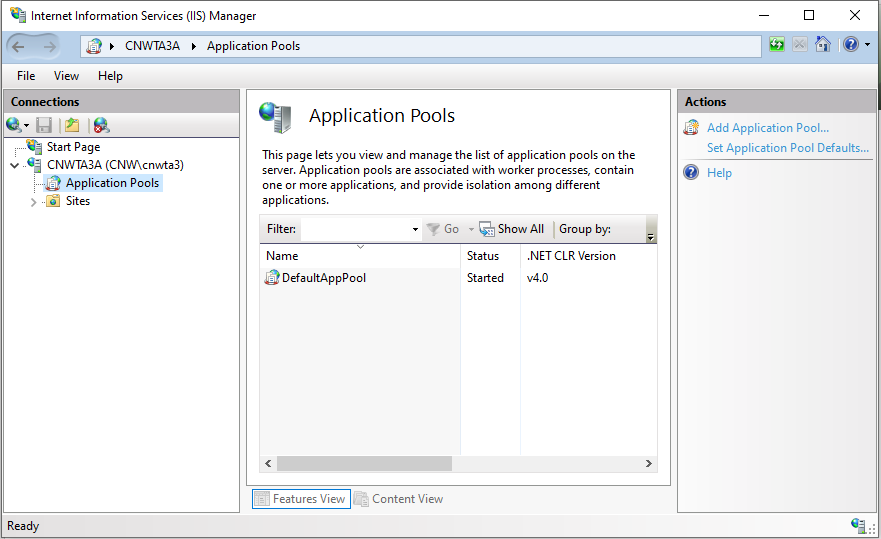 Internet Information Services (IIS) Manager
CNWTA3A Application Pools
File View Help
Connections
Start Page
CNWTA3A (CNW\cnwta3)
Application Pools
Sites
Application Pools
This page lets you view and manage the list of application pools on the
server. Application pools are associated with worker processes, contain
one or more applications, and provide isolation among different
applications.
Filter: Go Show All Group by:
Name Status .NET CLR Version
DefaultAppPool Started v4.0
Features View Content View
Actions
Add Application Pool...
Set Application Pool Defaults...
Help
Ready